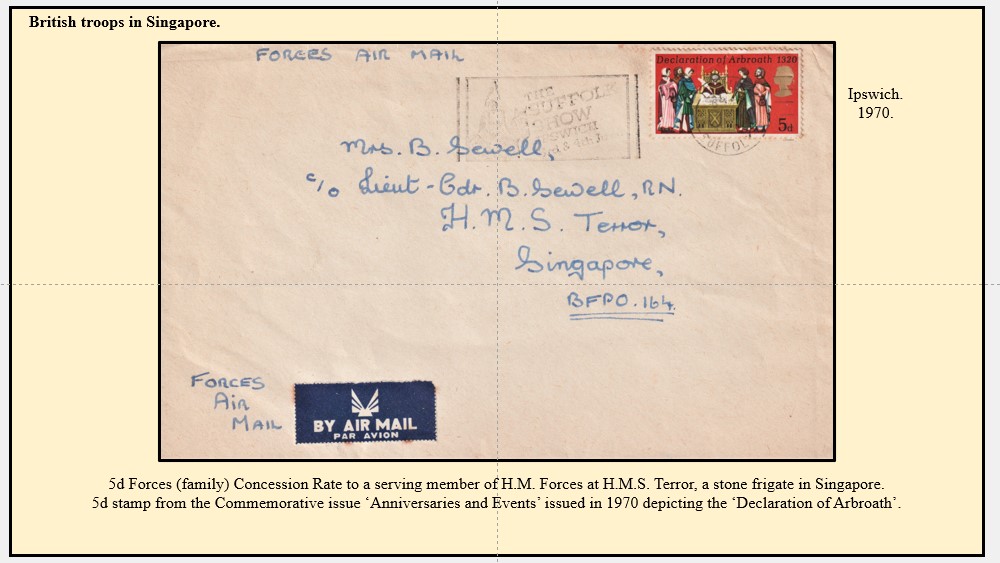 British troops in Singapore.
FORCES AIR MAIL
Declaration of Arbroath 1320
5d
THE
SUFFOLK
SHOW
IPSWICH
& 4th
UFFOL
Ipswich.
1970.
Mrs. B. Sewell,
c/o Lieut-Cdr. B. Sewell, RN.
H.M.S. Terror,
Singapore,
BFPO.164.
FORCES
AIR
MAIL
BY AIR MAIL
PAR AVION
5d Forces (family) Concession Rate to a serving member of H.M. Forces at H.M.S. Terror, a stone frigate in Singapore.
5d stamp from the Commemorative issue ‘Anniversaries and Events’ issued in 1970 depicting the ‘Declaration of Arbroath’.